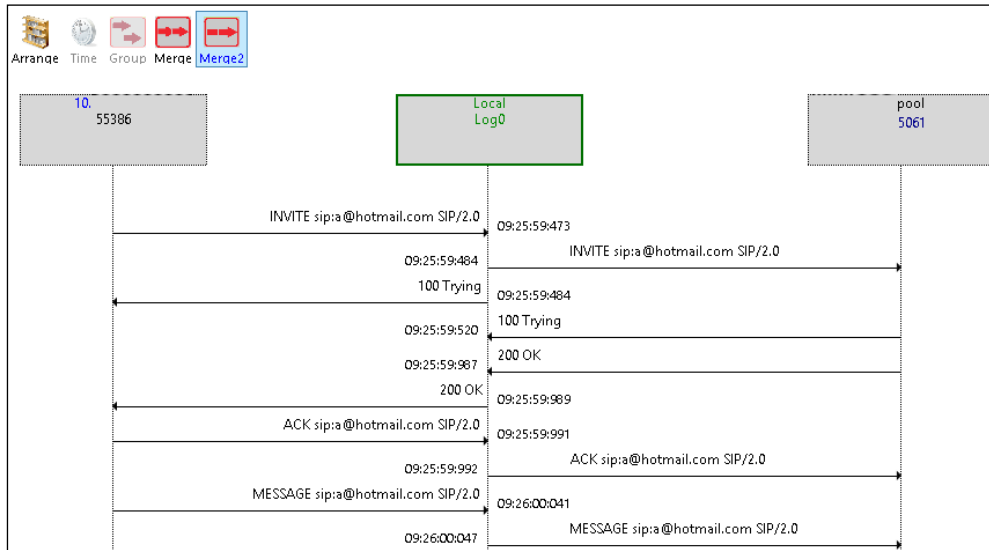 Arrange Time Group Merge Merge2
10.
55386
Local
Log0
pool
5061
INVITE sip:a@hotmail.com SIP/2.0
09:25:59:473
INVITE sip:a@hotmail.com SIP/2.0
09:25:59:484
100 Trying
09:25:59:484
100 Trying
09:25:59:520
200 OK
09:25:59:987
200 OK
09:25:59:989
ACK sip:a@hotmail.com SIP/2.0
09:25:59:991
ACK sip:a@hotmail.com SIP/2.0
09:25:59:992
MESSAGE sip:a@hotmail.com SIP/2.0
09:26:00:041
MESSAGE sip:a@hotmail.com SIP/2.0
09:26:00:047